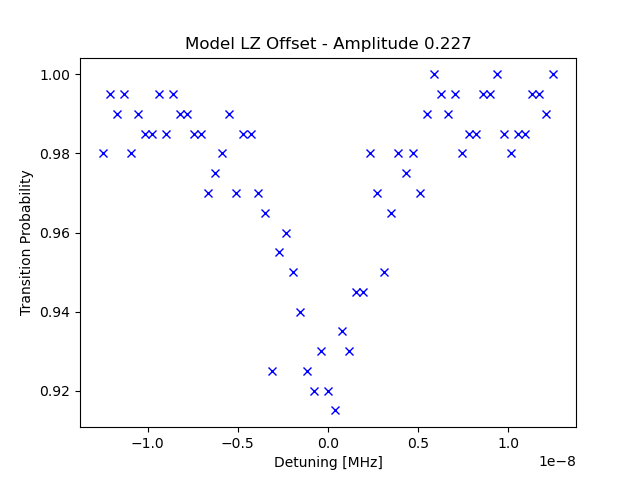 Model LZ Offset - Amplitude 0.227
Transition Probability
1.00
0.98
0.96
0.94
0.92
−1.0 −0.5 0.0 0.5 1.0
1e−8
Detuning [MHz]